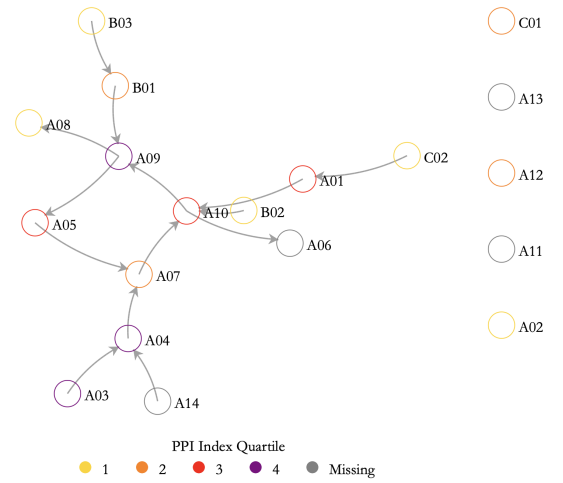 B03
C01
B01
A13
A08
A09
C02
A12
A01
A10
B02
A05
A06
A11
A07
A02
A04
A03
A14
PPI Index Quartile
1 2 3 4 Missing